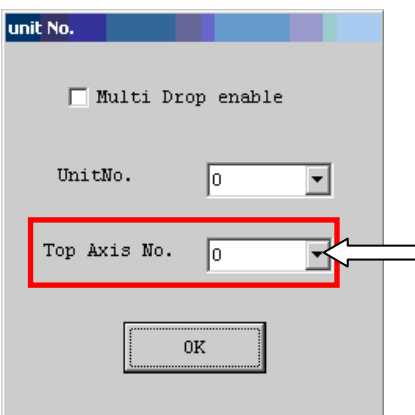 unit No.
Multi Drop enable
UnitNo. 0
Top Axis No. 0
OK